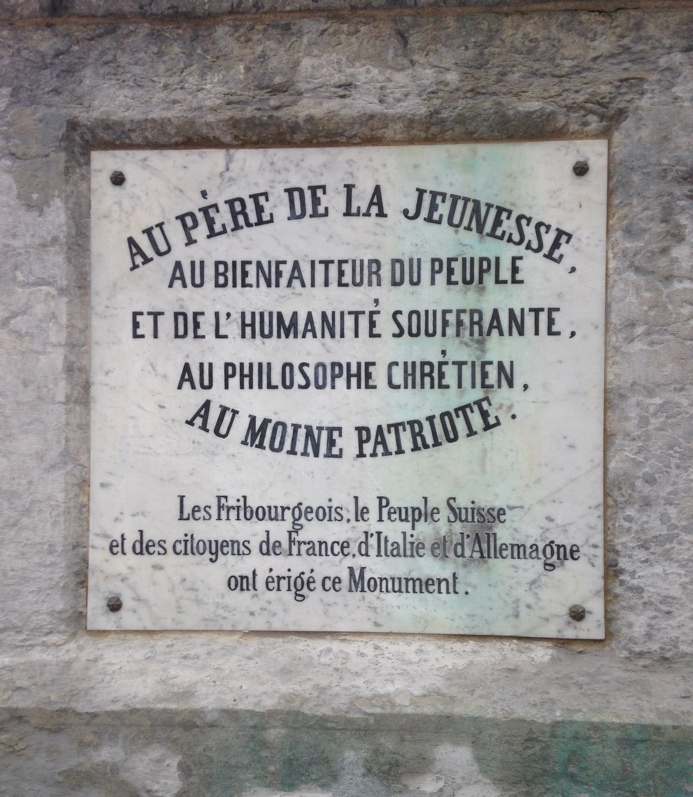 AU PÈRE DE LA JEUNESSE,
AU BIENFAITEUR DU PEUPLE
ET DE L'HUMANITÉ SOUFFRANTE,
AU PHILOSOPHE CHRÉTIEN,
AU MOINE PATRIOTE.
Les Fribourgeois, le Peuple Suisse
et des citoyens de France, d'Italie et d'Allemagne
ont érigé ce Monument.